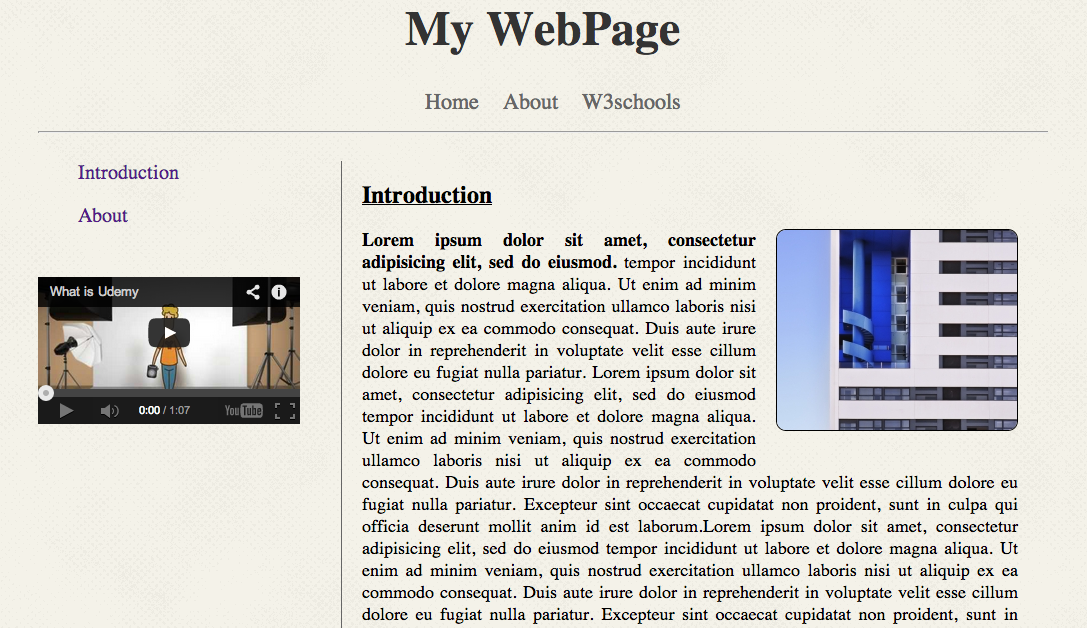 My WebPage
Home About W3schools
Introduction
About
What is Udemy
0:00 / 1:07 YouTube
Introduction
Lorem ipsum dolor sit amet, consectetur
adipisicing elit, sed do eiusmod. tempor incididunt
ut labore et dolore magna aliqua. Ut enim ad minim
veniam, quis nostrud exercitation ullamco laboris nisi
ut aliquip ex ea commodo consequat. Duis aute irure
dolor in reprehenderit in voluptate velit esse cillum
dolore eu fugiat nulla pariatur. Lorem ipsum dolor sit
amet, consectetur adipisicing elit, sed do eiusmod
tempor incididunt ut labore et dolore magna aliqua.
Ut enim ad minim veniam, quis nostrud exercitation
ullamco laboris nisi ut aliquip ex ea commodo
consequat. Duis aute irure dolor in reprehenderit in voluptate velit esse cillum dolore eu
fugiat nulla pariatur. Excepteur sint occaecat cupidatat non proident, sunt in culpa qui
officia deserunt mollit anim id est laborum.Lorem ipsum dolor sit amet, consectetur
adipisicing elit, sed do eiusmod tempor incididunt ut labore et dolore magna aliqua. Ut
enim ad minim veniam, quis nostrud exercitation ullamco laboris nisi ut aliquip ex ea
commodo consequat. Duis aute irure dolor in reprehenderit in voluptate velit esse cillum
dolore eu fugiat nulla pariatur. Excepteur sint occaecat cupidatat non proident, sunt in